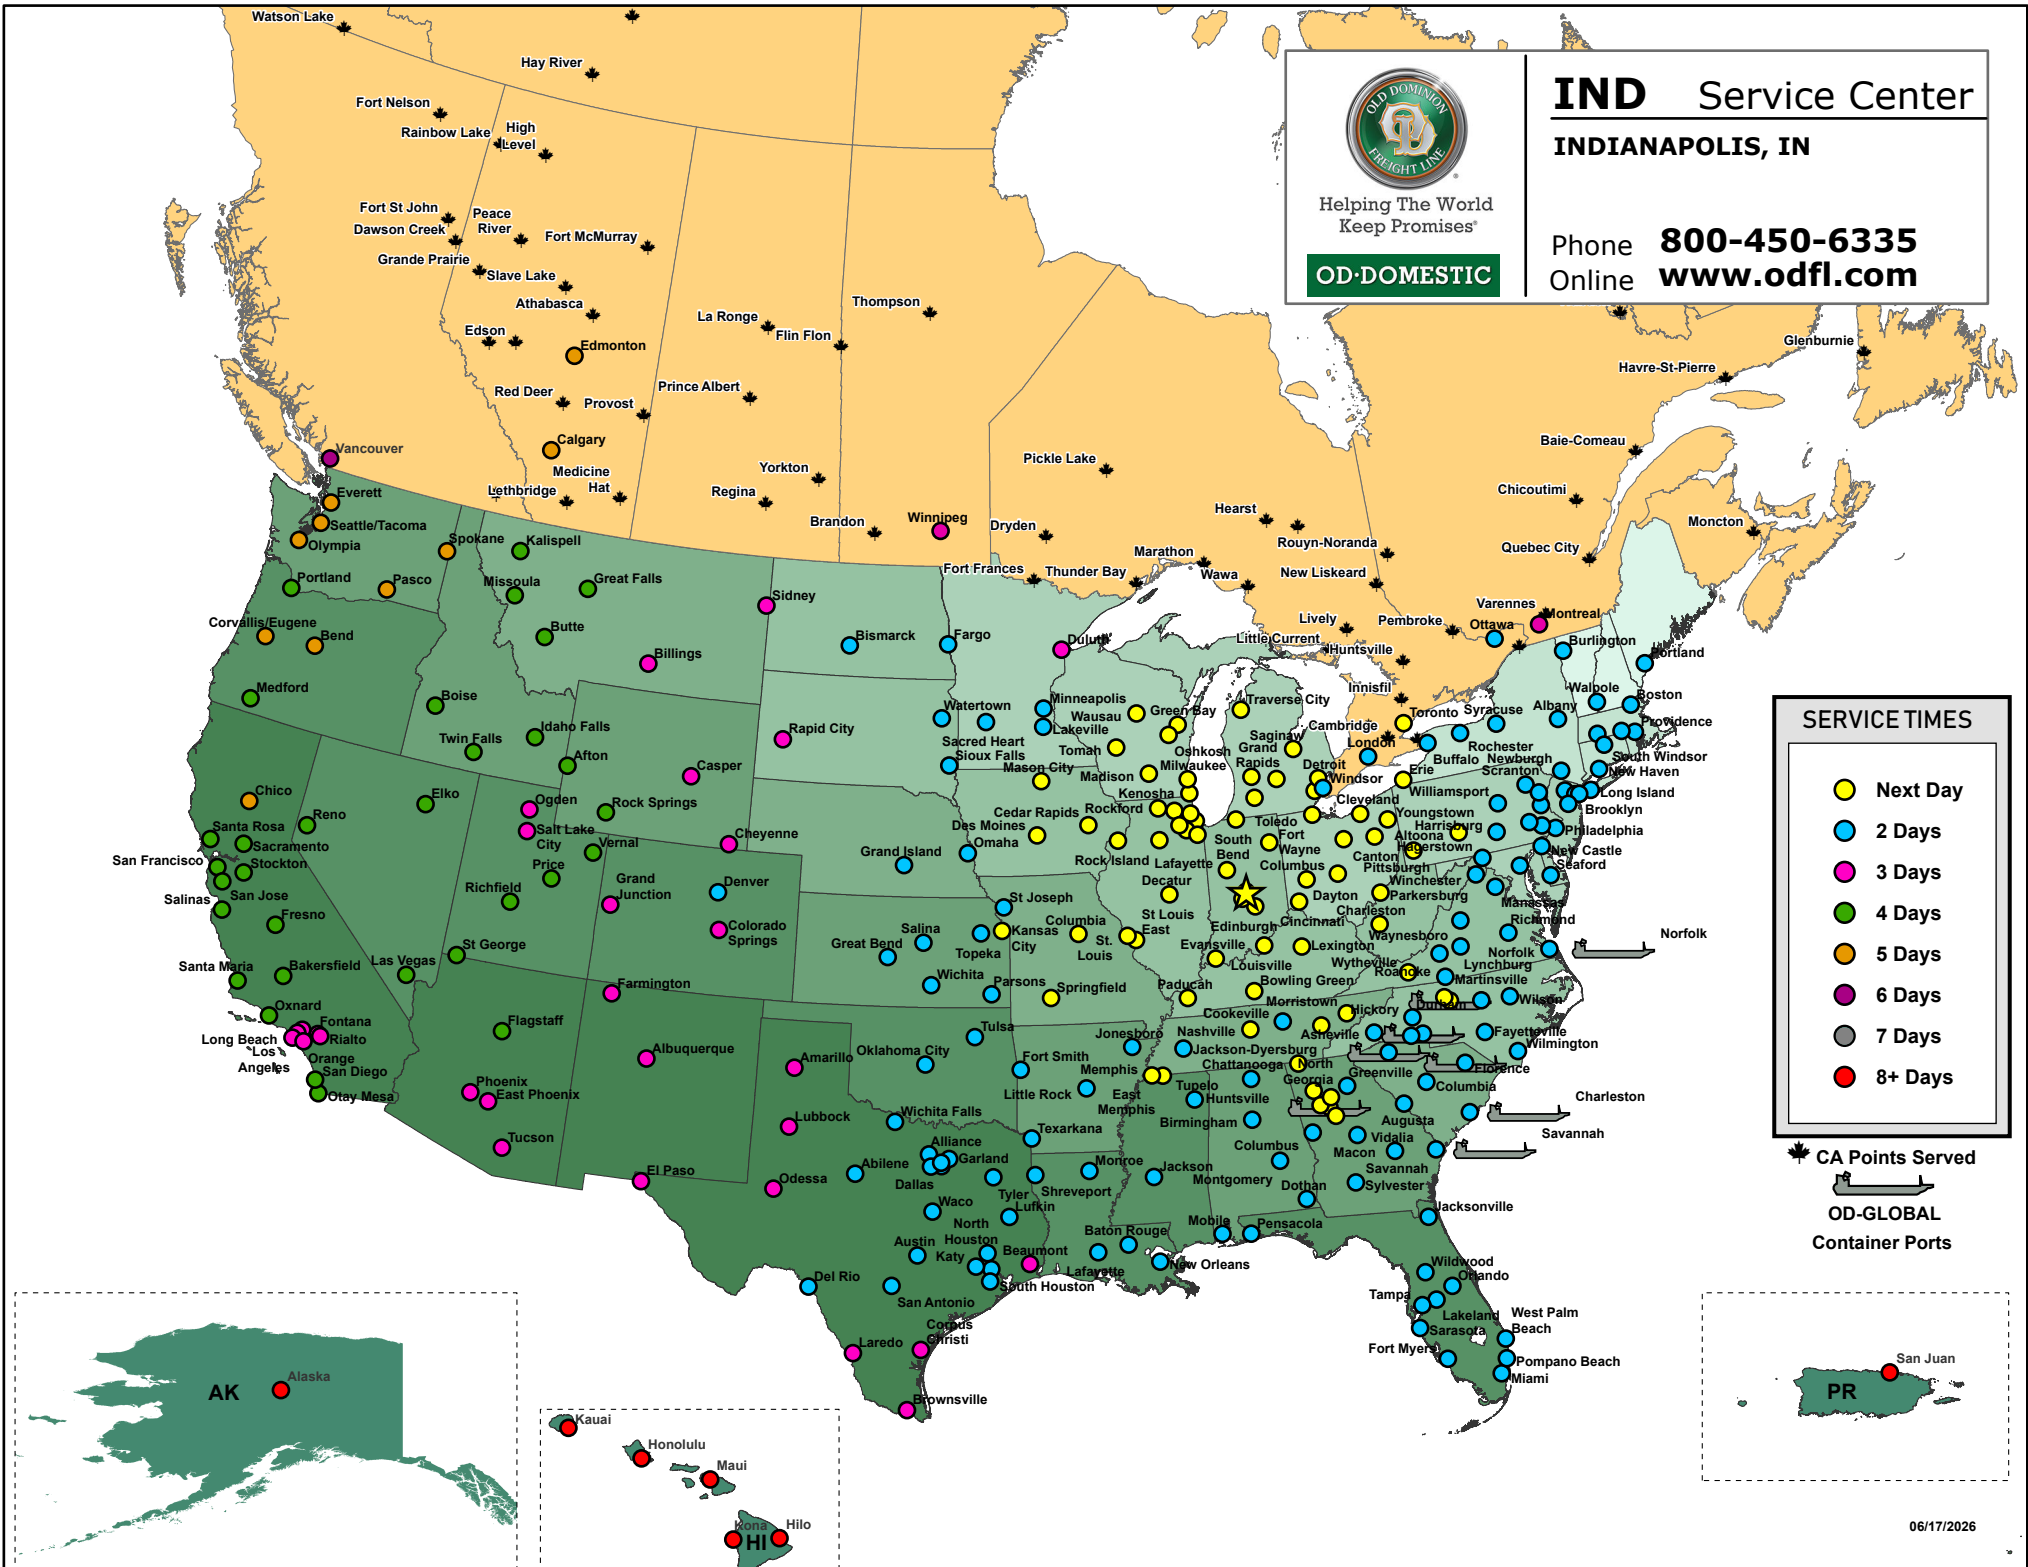 Watson Lake
Hay River
Fort Nelson
Rainbow Lake
High
Level
Fort St John
Dawson Creek
Peace
River
Fort McMurray
Grande Prairie
Slave Lake
Athabasca
Edson
Edmonton
La Ronge
Flin Flon
Thompson
Red Deer
Provost
Prince Albert
Calgary
Medicine
Hat
Lethbridge
Yorkton
Regina
Brandon
Winnipeg
Pickle Lake
Dryden
Fort Frances
Thunder Bay
Marathon
Wawa
Hearst
Rouyn-Noranda
New Liskeard
Lively
Little Current
Huntsville
Pembroke
Innisfil
Cambridge
Toronto
London
Windsor
Ottawa
Varennes
Montreal
Quebec City
Chicoutimi
Baie-Comeau
Havre-St-Pierre
Glenburnie
Moncton
OLD DOMINION
FREIGHT LINE
Helping The World
Keep Promises®
OD·DOMESTIC
IND Service Center
INDIANAPOLIS, IN
Phone 800-450-6335
Online www.odfl.com
Vancouver
Everett
Seattle/Tacoma
Olympia
Spokane
Kalispell
Portland
Pasco
Missoula
Great Falls
Corvallis/Eugene
Bend
Butte
Billings
Sidney
Bismarck
Fargo
Duluth
Medford
Boise
Idaho Falls
Twin Falls
Afton
Casper
Rapid City
Watertown
Sacred Heart
Sioux Falls
Minneapolis
Lakeville
Chico
Reno
Elko
Ogden
Salt Lake
City
Rock Springs
Cheyenne
Santa Rosa
Sacramento
San Francisco
Stockton
San Jose
Salinas
Fresno
Vernal
Price
Richfield
Grand
Junction
Denver
Colorado
Springs
Grand Island
Omaha
Santa Maria
Bakersfield
Las Vegas
St George
Oxnard
Fontana
Rialto
Long Beach
Los
Angeles
Orange
San Diego
Otay Mesa
Flagstaff
Farmington
Albuquerque
Phoenix
East Phoenix
Tucson
El Paso
Amarillo
Lubbock
Odessa
Salina
Great Bend
Topeka
Wichita
Parsons
St Joseph
Kansas
City
Columbia
Springfield
Tulsa
Oklahoma City
Fort Smith
Little Rock
Wichita Falls
Texarkana
Alliance
Garland
Abilene
Dallas
Tyler
Waco
Lufkin
North
Houston
Austin
Katy
Beaumont
South Houston
Del Rio
San Antonio
Corpus
Christi
Laredo
Brownsville
Shreveport
Monroe
Jackson
Baton Rouge
Lafayette
New Orleans
Mobile
Pensacola
Wausau
Green Bay
Tomah
Oshkosh
Mason City
Madison
Milwaukee
Kenosha
Cedar Rapids
Rockford
Des Moines
Rock Island
Traverse City
Saginaw
Grand
Rapids
Detroit
South
Bend
Toledo
Fort
Wayne
Lafayette
Decatur
St Louis
East
St.
Louis
Columbus
Dayton
Cincinnati
Edinburgh
Evansville
Louisville
Lexington
Paducah
Bowling Green
Cleveland
Erie
Youngstown
Canton
Pittsburgh
Altoona
Parkersburg
Charleston
Winchester
Waynesboro
Wytheville
Roanoke
Lynchburg
Martinsville
Manassas
Richmond
Norfolk
Burlington
Portland
Walpole
Boston
Albany
Providence
South Windsor
New Haven
Syracuse
Rochester
Buffalo
Newburgh
Scranton
Long Island
Brooklyn
Williamsport
Harrisburg
Hagerstown
Philadelphia
New Castle
Seaford
Morristown
Cookeville
Nashville
Jonesboro
Jackson-Dyersburg
Memphis
East
Memphis
Tupelo
Huntsville
Chattanooga
North
Georgia
Birmingham
Columbus
Montgomery
Dothan
Hickory
Asheville
Durham
Wilson
Fayetteville
Wilmington
Florence
Greenville
Columbia
Augusta
Vidalia
Macon
Savannah
Sylvester
Jacksonville
Wildwood
Orlando
Tampa
Lakeland
Sarasota
Fort Myers
West Palm
Beach
Pompano Beach
Miami
Norfolk
Charleston
Savannah
SERVICE TIMES
Next Day
2 Days
3 Days
4 Days
5 Days
6 Days
7 Days
8+ Days
CA Points Served
OD-GLOBAL
Container Ports
AK
Alaska
Kauai
Honolulu
Maui
Kona
Hilo
HI
San Juan
PR
06/17/2026